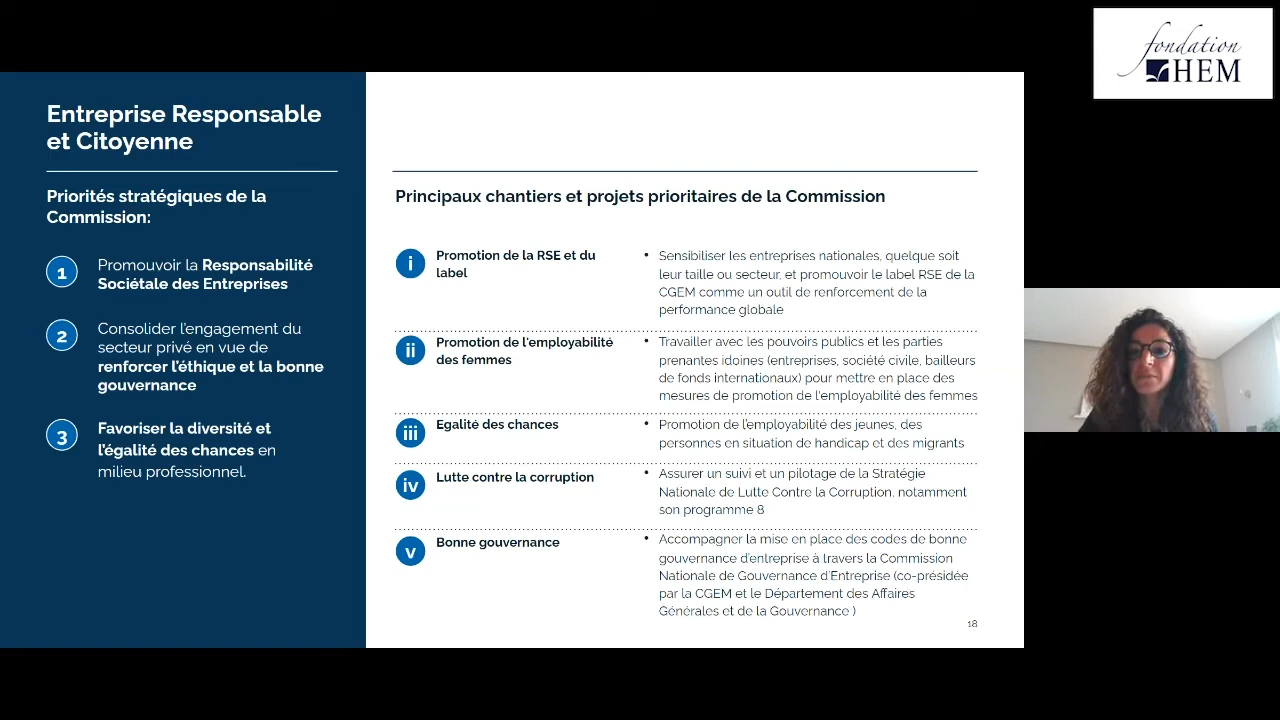 fondation
HEM
Entreprise Responsable
et Citoyenne
Priorités stratégiques de la
Commission:
1
Promouvoir la Responsabilité
Sociétale des Entreprises
2
Consolider l'engagement du
secteur privé en vue de
renforcer l'éthique et la bonne
gouvernance
3
Favoriser la diversité et
l'égalité des chances en
milieu professionnel.
Principaux chantiers et projets prioritaires de la Commission
i
Promotion de la RSE et du
label
• Sensibiliser les entreprises nationales, quelque soit
leur taille ou secteur, et promouvoir le label RSE de la
CGEM comme un outil de renforcement de la
performance globale
ii
Promotion de l'employabilité
des femmes
• Travailler avec les pouvoirs publics et les parties
prenantes idoines (entreprises, société civile, bailleurs
de fonds internationaux) pour mettre en place des
mesures de promotion de l'employabilité des femmes
iii
Egalité des chances
• Promotion de l'employabilité des jeunes, des
personnes en situation de handicap et des migrants
iv
Lutte contre la corruption
• Assurer un suivi et un pilotage de la Stratégie
Nationale de Lutte Contre la Corruption, notamment
son programme 8
v
Bonne gouvernance
• Accompagner la mise en place des codes de bonne
gouvernance d'entreprise à travers la Commission
Nationale de Gouvernance d'Entreprise (co-présidée
par la CGEM et le Département des Affaires
Générales et de la Gouvernance )
18